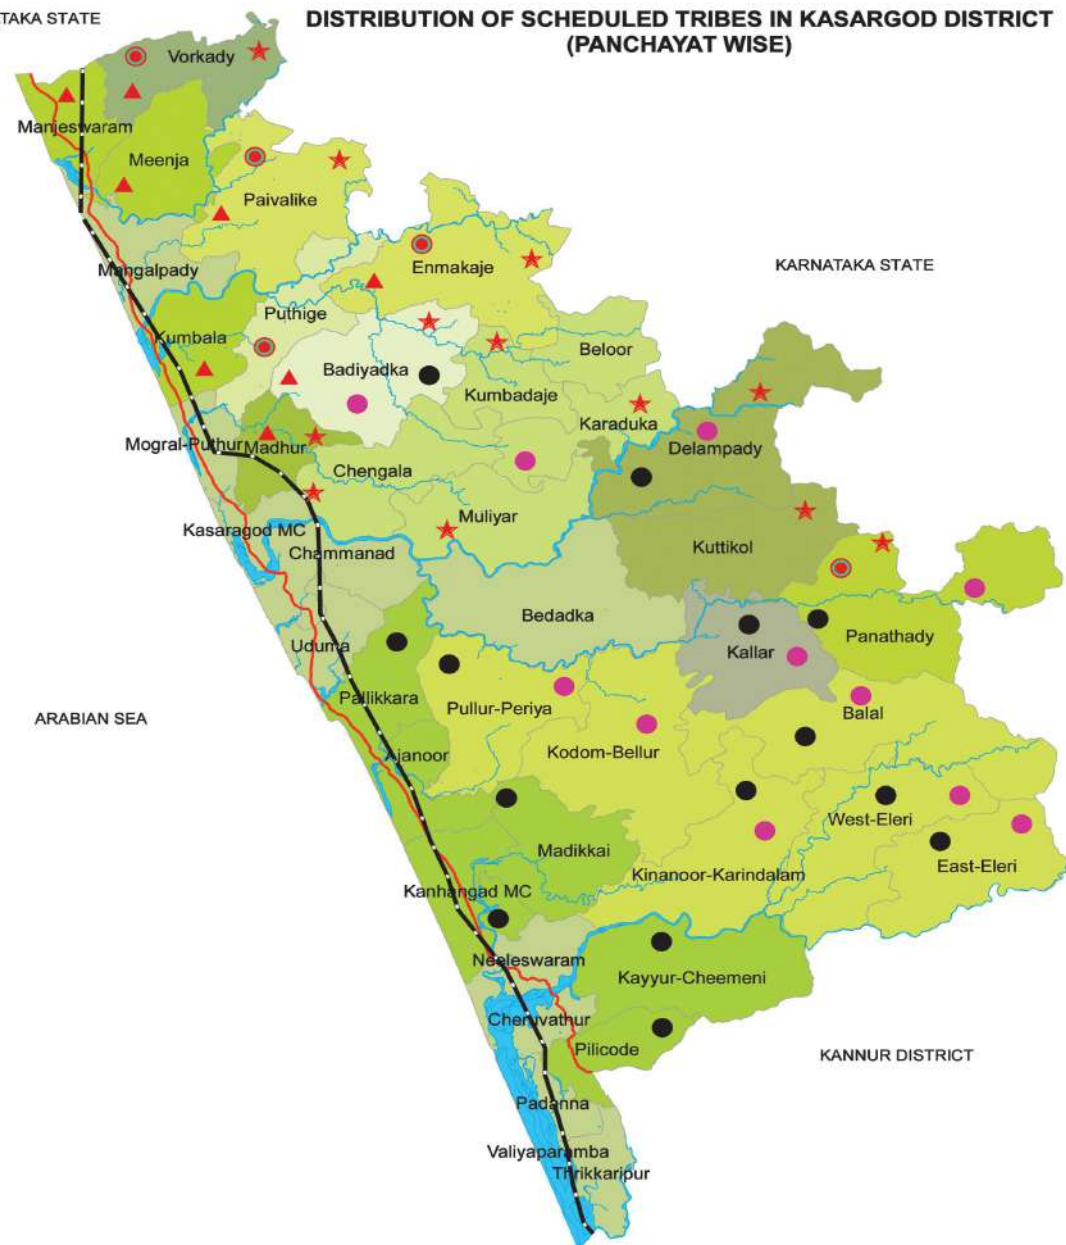 TAKA STATE
DISTRIBUTION OF SCHEDULED TRIBES IN KASARGOD DISTRICT
(PANCHAYAT WISE)
Vorkady
Manjeswaram
Meenja
Paivalike
Mangalpady
Enmakaje
KARNATAKA STATE
Puthige
Kumbala
Beloor
Badiyadka
Kumbadaje
Karaduka
Mogral-Puthur
Madhur
Delampady
Chengala
Muliyar
Kasaragod MC
Chammanad
Kuttikol
Bedadka
Panathady
Uduma
Kallar
Pallikkara
Pullur-Periya
Balal
ARABIAN SEA
Ajanoor
Kodom-Bellur
West-Eleri
Madikkai
East-Eleri
Kinanoor-Karindalam
Kanhangad MC
Neeleswaram
Kayyur-Cheemeni
Cheruvathur
Pilicode
KANNUR DISTRICT
Padanna
Valiyaparamba
Thrikkaripur